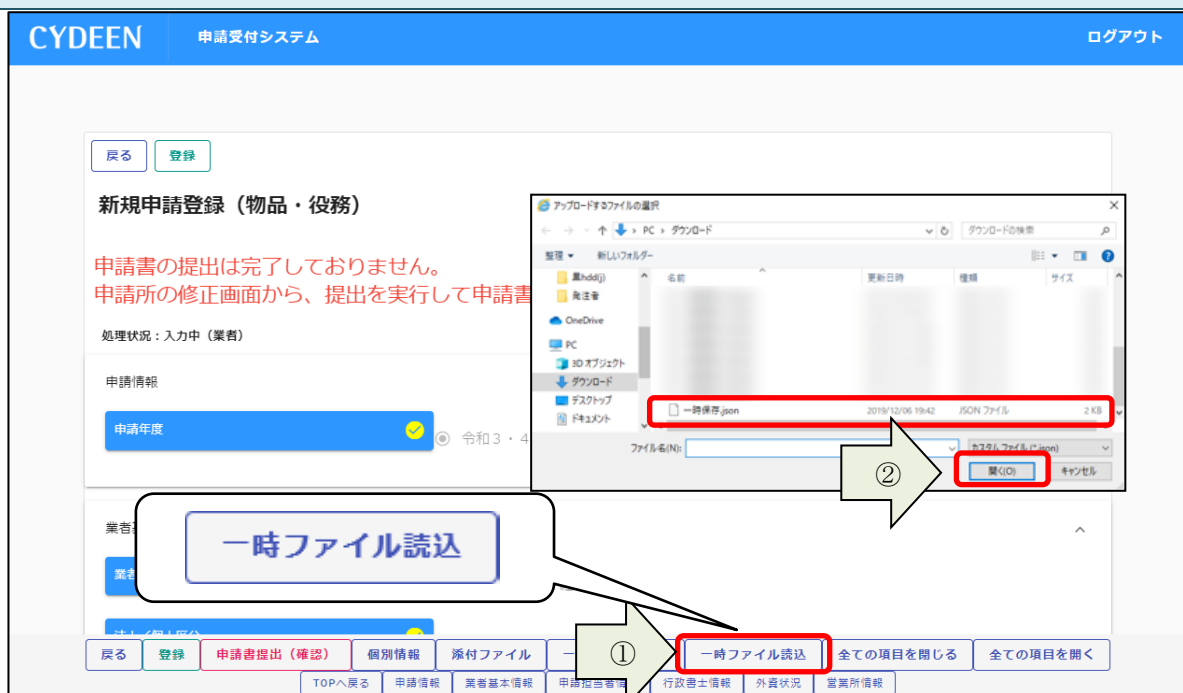 CYDEEN 申請受付システム ログアウト
戻る 登録
新規申請登録（物品・役務）
申請書の提出は完了しておりません。
申請所の修正画面から、提出を実行して申請書
処理状況：入力中（業者）
申請情報
申請年度
令和３・４
アップロードするファイルの選択
PC › ダウンロード
ダウンロードの検索
整理 新しいフォルダー
名前 更新日時 種類 サイズ
黒hdd(j)
発注者
OneDrive
PC
3D オブジェクト
ダウンロード
デスクトップ
ドキュメント
一時保存.json 2019/12/06 19:42 JSON ファイル 2 KB
ファイル名(N):
カスタム ファイル (*.json)
開く(O) キャンセル
②
業者
業者
一時ファイル読込
①
戻る 登録 申請書提出（確認） 個別情報 添付ファイル 一時ファイル読込 全ての項目を閉じる 全ての項目を開く
TOPへ戻る 申請情報 業者基本情報 申請担当者情 行政書士情報 外資状況 営業所情報